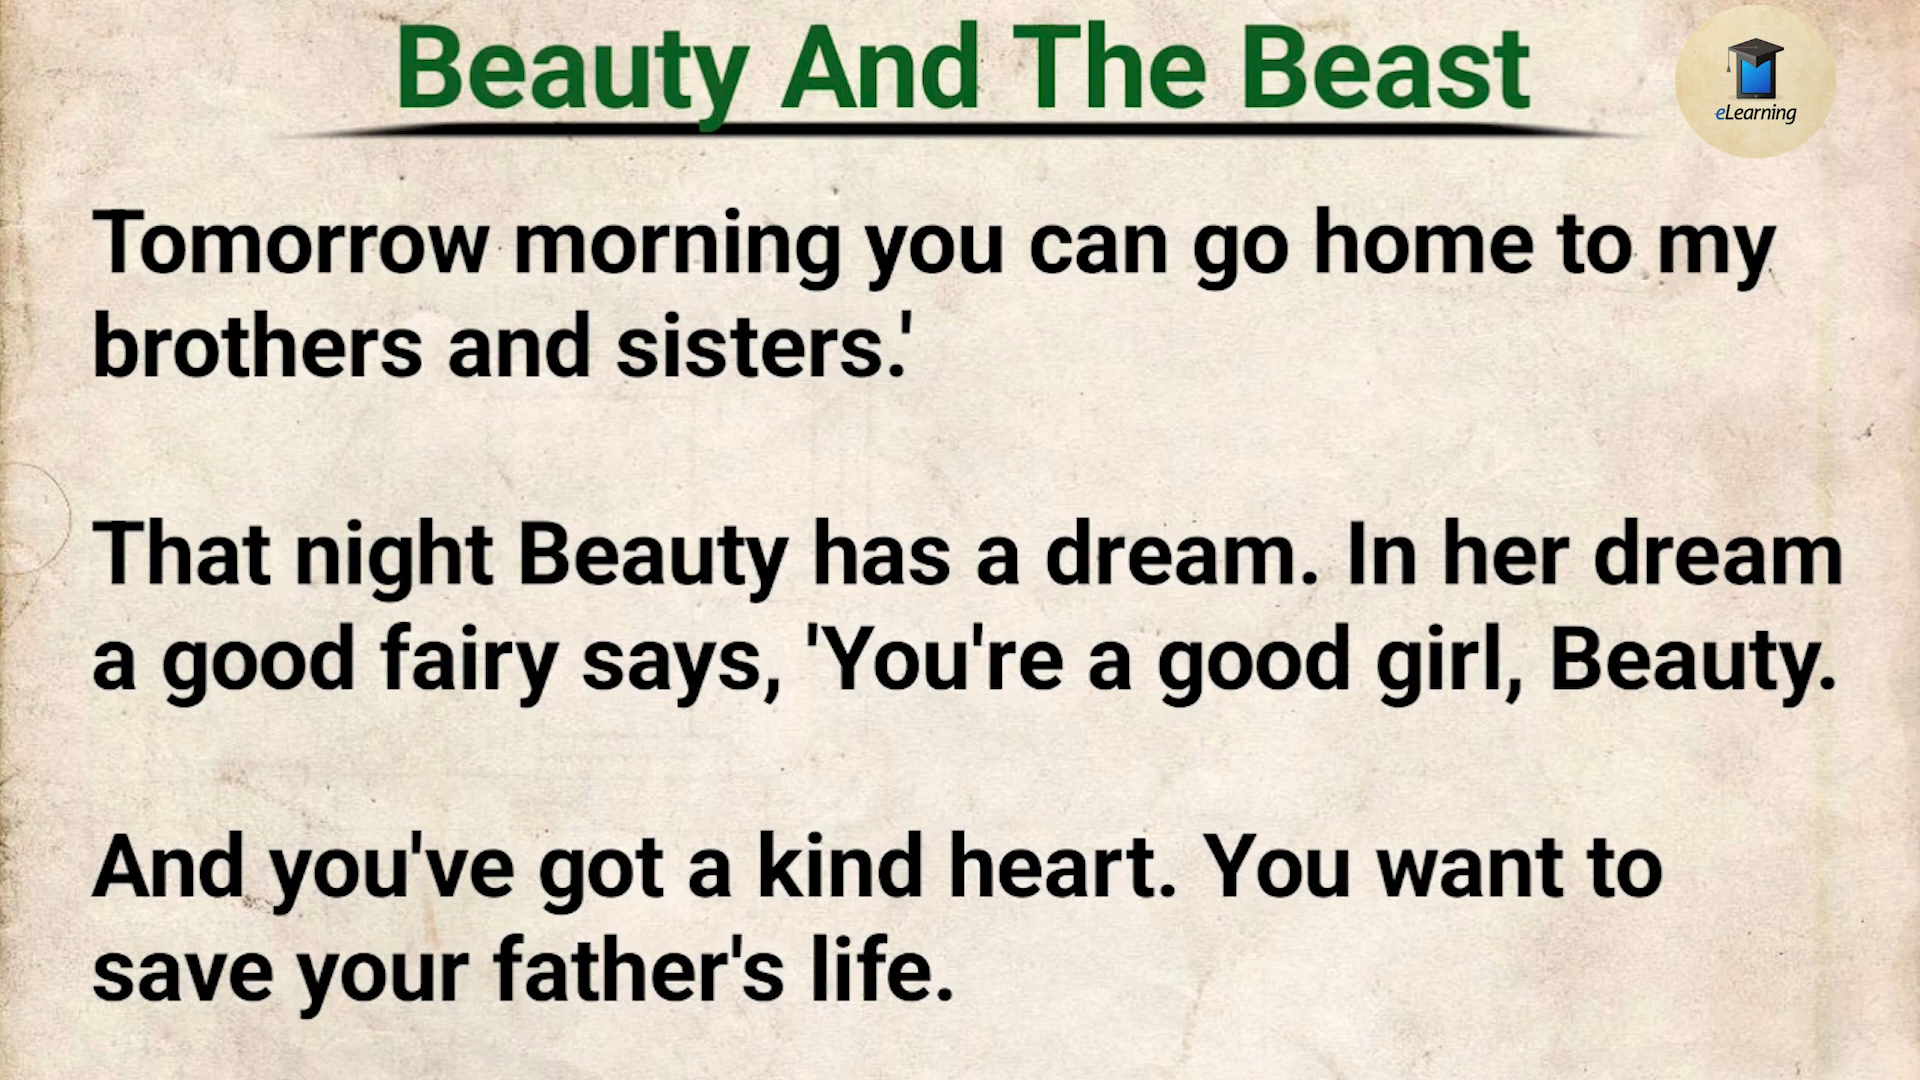 Beauty And The Beast
eLearning
Tomorrow morning you can go home to my
brothers and sisters.'
That night Beauty has a dream. In her dream
a good fairy says, 'You're a good girl, Beauty.
And you've got a kind heart. You want to
save your father's life.